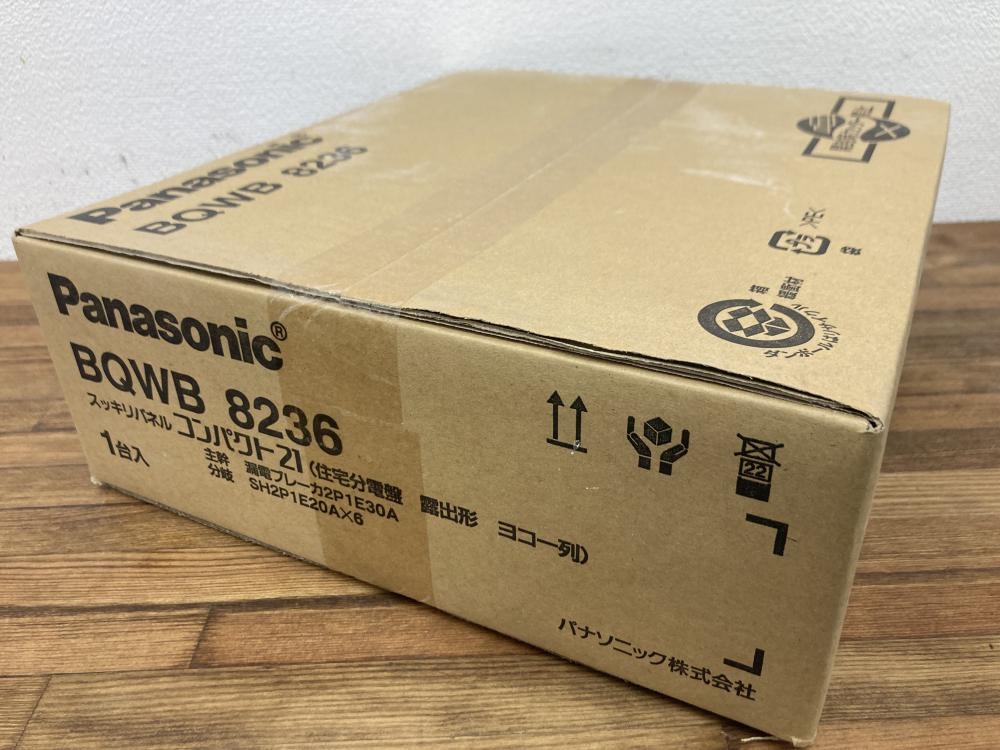 Panasonic
BQWB 8236
Panasonic®
BQWB 8236
スッキリパネル コンパクト21 (住宅分電盤 露出形 ヨコ一列)
1台入
主幹 漏電ブレーカ2P1E30A
分岐 SH2P1E20A×6
22
パナソニック株式会社